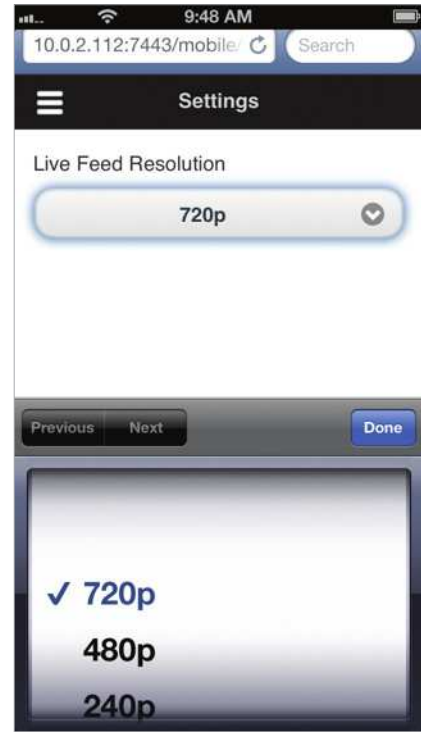 9:48 AM
10.0.2.112:7443/mobile/ Search
Settings
Live Feed Resolution
720p
Previous Next Done
✓ 720p
480p
240p